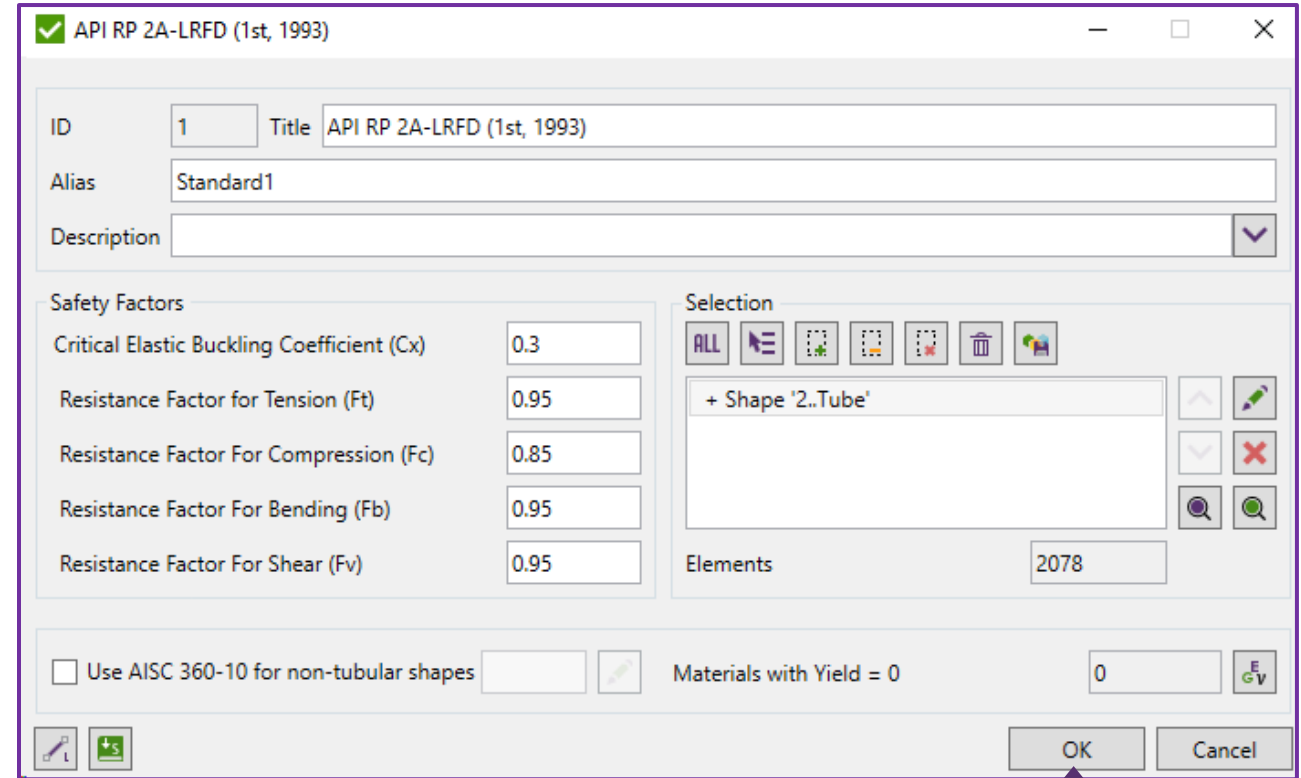 API RP 2A-LRFD (1st, 1993)
ID 1 Title API RP 2A-LRFD (1st, 1993)
Alias Standard1
Description
Safety Factors
Critical Elastic Buckling Coefficient (Cx) 0.3
Resistance Factor for Tension (Ft) 0.95
Resistance Factor For Compression (Fc) 0.85
Resistance Factor For Bending (Fb) 0.95
Resistance Factor For Shear (Fv) 0.95
Selection
ALL
+ Shape '2..Tube'
Elements 2078
Use AISC 360-10 for non-tubular shapes
Materials with Yield = 0 0
E
G V
L
S
OK Cancel